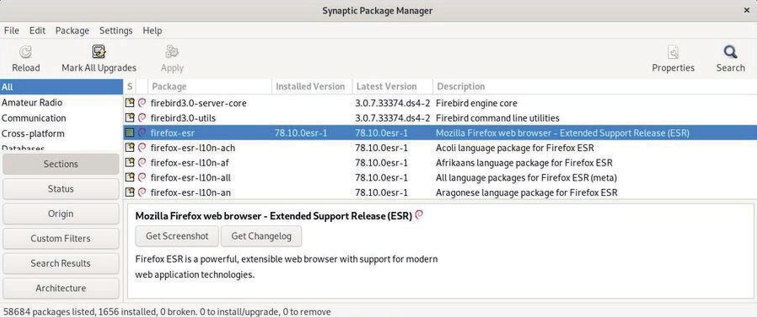 Synaptic Package Manager
File Edit Package Settings Help
Reload Mark All Upgrades Apply Properties Search
All
Amateur Radio
Communication
Cross-platform
Databases
Sections
Status
Origin
Custom Filters
Search Results
Architecture
S Package Installed Version Latest Version Description
firebird3.0-server-core 3.0.7.33374.ds4-2 Firebird engine core
firebird3.0-utils 3.0.7.33374.ds4-2 Firebird command line utilities
firefox-esr 78.10.0esr-1 78.10.0esr-1 Mozilla Firefox web browser - Extended Support Release (ESR)
firefox-esr-l10n-ach 78.10.0esr-1 Acoli language package for Firefox ESR
firefox-esr-l10n-af 78.10.0esr-1 Afrikaans language package for Firefox ESR
firefox-esr-l10n-all 78.10.0esr-1 All language packages for Firefox ESR (meta)
firefox-esr-l10n-an 78.10.0esr-1 Aragonese language package for Firefox ESR
Mozilla Firefox web browser - Extended Support Release (ESR)
Get Screenshot Get Changelog
Firefox ESR is a powerful, extensible web browser with support for modern
web application technologies.
58684 packages listed, 1656 installed, 0 broken. 0 to install/upgrade, 0 to remove